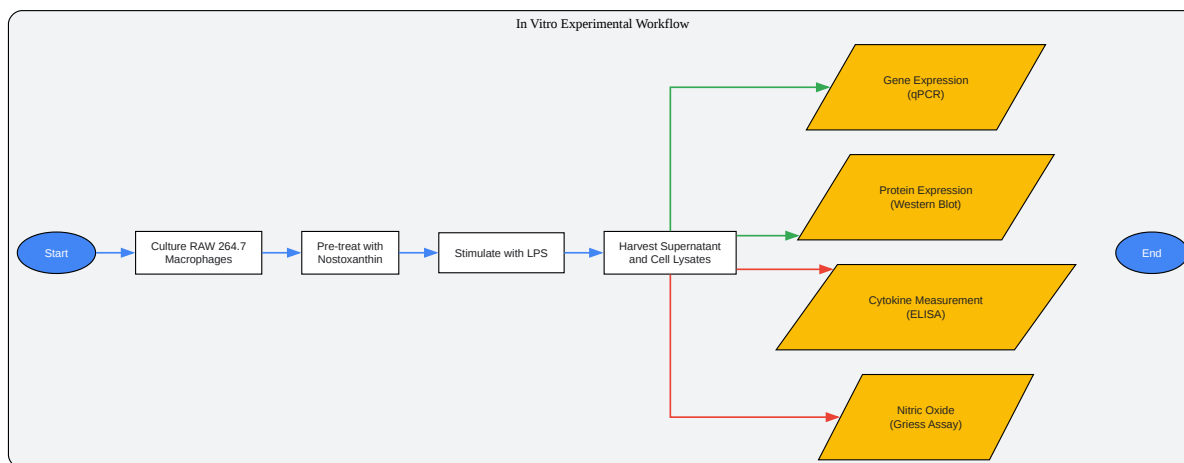 In Vitro Experimental Workflow
Start
Culture RAW 264.7
Macrophages
Pre-treat with
Nostoxanthin
Stimulate with LPS
Harvest Supernatant
and Cell Lysates
Gene Expression
(qPCR)
Protein Expression
(Western Blot)
Cytokine Measurement
(ELISA)
Nitric Oxide
(Griess Assay)
End